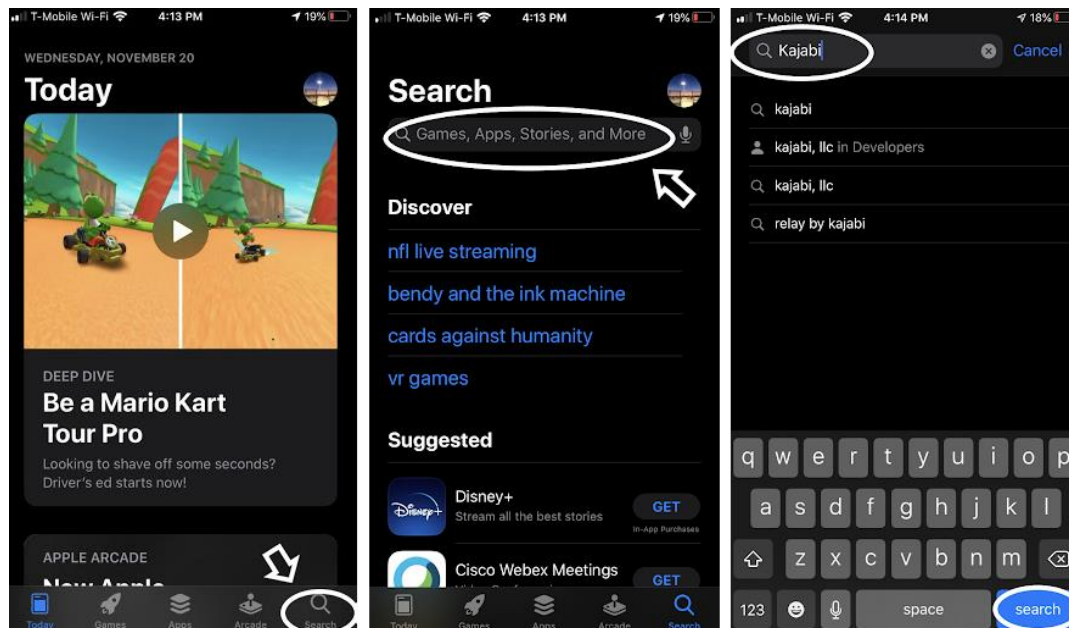 T-Mobile Wi-Fi 4:13 PM 19%
WEDNESDAY, NOVEMBER 20
Today
DEEP DIVE
Be a Mario Kart
Tour Pro
Looking to shave off some seconds?
Driver's ed starts now!
APPLE ARCADE
Today Games Apps Arcade Search
T-Mobile Wi-Fi 4:13 PM 19%
Search
Games, Apps, Stories, and More
Discover
nfl live streaming
bendy and the ink machine
cards against humanity
vr games
Suggested
Disney+
Disney+
Stream all the best stories
GET
In-App Purchases
Cisco Webex Meetings
GET
Today Games Apps Arcade Search
T-Mobile Wi-Fi 4:14 PM 18%
Kajabi Cancel
kajabi
kajabi, llc in Developers
kajabi, llc
relay by kajabi
q w e r t y u i o p
a s d f g h j k l
z x c v b n m
123 space search